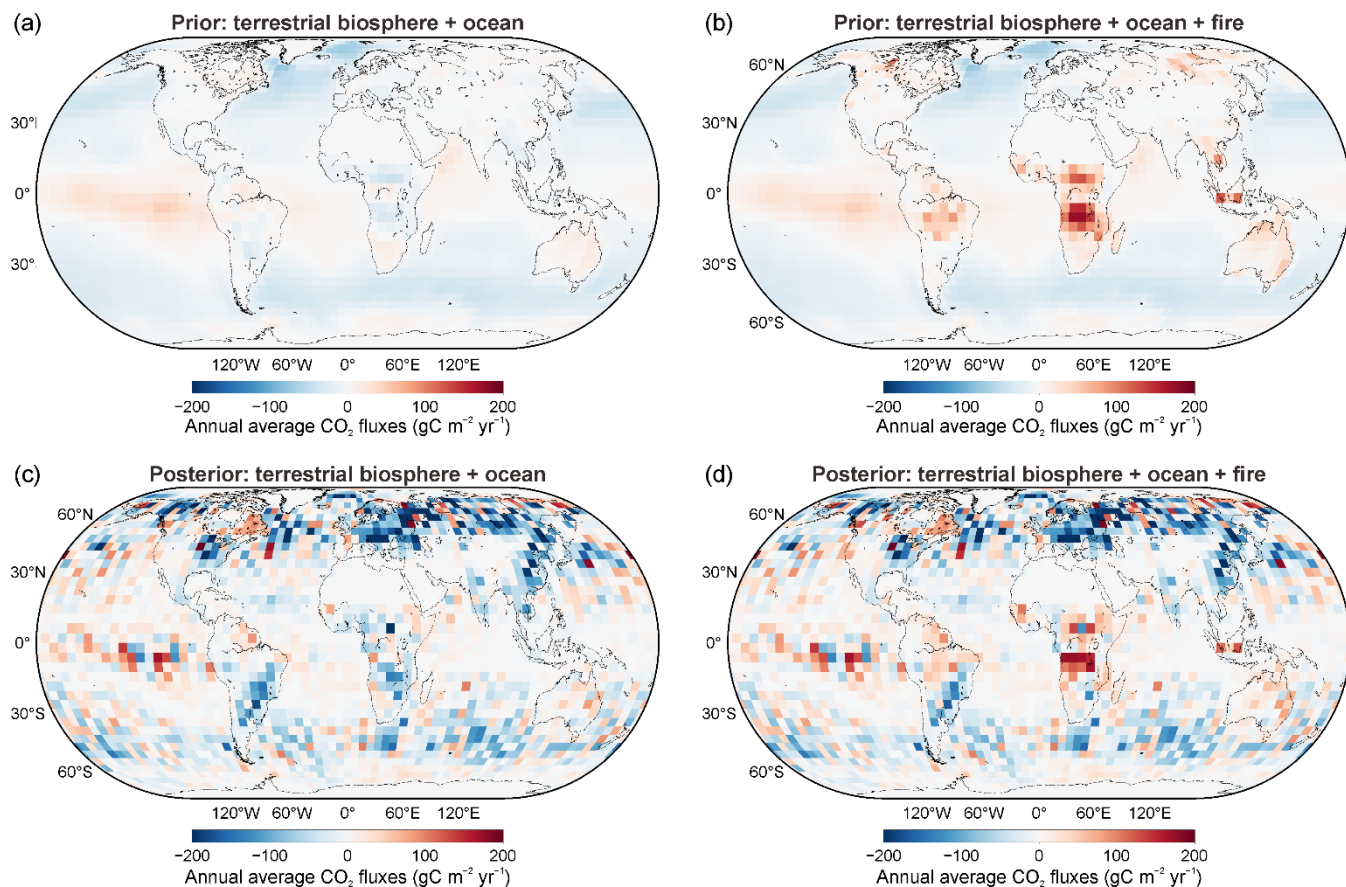 (a) Prior: terrestrial biosphere + ocean
30°
0°
30°
120°W 60°W 0° 60°E 120°E
−200 −100 0 100 200
Annual average CO₂ fluxes (gC m⁻² yr⁻¹)
(b) Prior: terrestrial biosphere + ocean + fire
60°N
30°N
0°
30°S
60°S
120°W 60°W 0° 60°E 120°E
−200 −100 0 100 200
Annual average CO₂ fluxes (gC m⁻² yr⁻¹)
(c) Posterior: terrestrial biosphere + ocean
60°N
30°N
0°
30°S
60°S
120°W 60°W 0° 60°E 120°E
−200 −100 0 100 200
Annual average CO₂ fluxes (gC m⁻² yr⁻¹)
(d) Posterior: terrestrial biosphere + ocean + fire
60°N
30°N
0°
30°S
60°S
120°W 60°W 0° 60°E 120°E
−200 −100 0 100 200
Annual average CO₂ fluxes (gC m⁻² yr⁻¹)